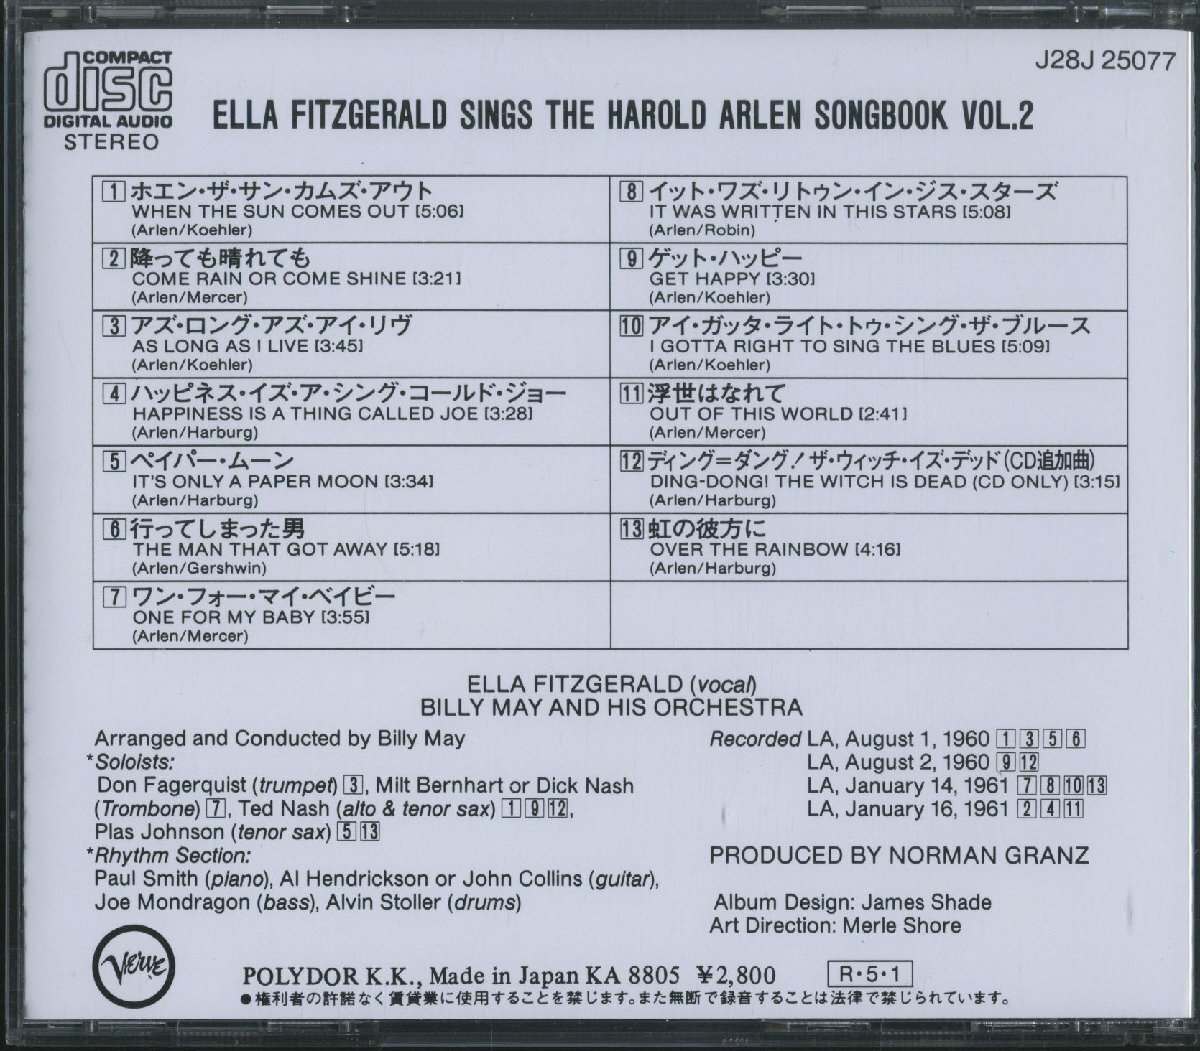 COMPACT
disc
DIGITAL AUDIO
STEREO
J28J 25077
ELLA FITZGERALD SINGS THE HAROLD ARLEN SONGBOOK VOL.2
1 ホエン・ザ・サン・カムズ・アウト
WHEN THE SUN COMES OUT [5:06]
(Arlen/Koehler)
2 降っても晴れても
COME RAIN OR COME SHINE [3:21]
(Arlen/Mercer)
3 アズ・ロング・アズ・アイ・リヴ
AS LONG AS I LIVE [3:45]
(Arlen/Koehler)
4 ハッピネス・イズ・ア・シング・コールド・ジョー
HAPPINESS IS A THING CALLED JOE [3:28]
(Arlen/Harburg)
5 ペイパー・ムーン
IT'S ONLY A PAPER MOON [3:34]
(Arlen/Harburg)
6 行ってしまった男
THE MAN THAT GOT AWAY [5:18]
(Arlen/Gershwin)
7 ワン・フォー・マイ・ベイビー
ONE FOR MY BABY [3:55]
(Arlen/Mercer)
8 イット・ワズ・リトゥン・イン・ジス・スターズ
IT WAS WRITTEN IN THIS STARS [5:08]
(Arlen/Robin)
9 ゲット・ハッピー
GET HAPPY [3:30]
(Arlen/Koehler)
10 アイ・ガッタ・ライト・トゥ・シング・ザ・ブルース
I GOTTA RIGHT TO SING THE BLUES [5:09]
(Arlen/Koehler)
11 浮世はなれて
OUT OF THIS WORLD [2:41]
(Arlen/Mercer)
12 ディング=ダング!ザ・ウィッチ・イズ・デッド(CD追加曲)
DING-DONG! THE WITCH IS DEAD (CD ONLY) [3:15]
(Arlen/Harburg)
13 虹の彼方に
OVER THE RAINBOW [4:16]
(Arlen/Harburg)
ELLA FITZGERALD (vocal)
BILLY MAY AND HIS ORCHESTRA
Arranged and Conducted by Billy May
*Soloists:
Don Fagerquist (trumpet) 3, Milt Bernhart or Dick Nash
(Trombone) 7, Ted Nash (alto & tenor sax) 1 9 12,
Plas Johnson (tenor sax) 5 13
*Rhythm Section:
Paul Smith (piano), Al Hendrickson or John Collins (guitar),
Joe Mondragon (bass), Alvin Stoller (drums)
Recorded LA, August 1, 1960 1 3 5 6
LA, August 2, 1960 9 12
LA, January 14, 1961 7 8 10 13
LA, January 16, 1961 2 4 11
PRODUCED BY NORMAN GRANZ
Album Design: James Shade
Art Direction: Merle Shore
Verve
POLYDOR K.K., Made in Japan KA 8805 ¥2,800 R・5・1
●権利者の許諾なく賃貸業に使用することを禁じます。また無断で録音することは法律で禁じられています。